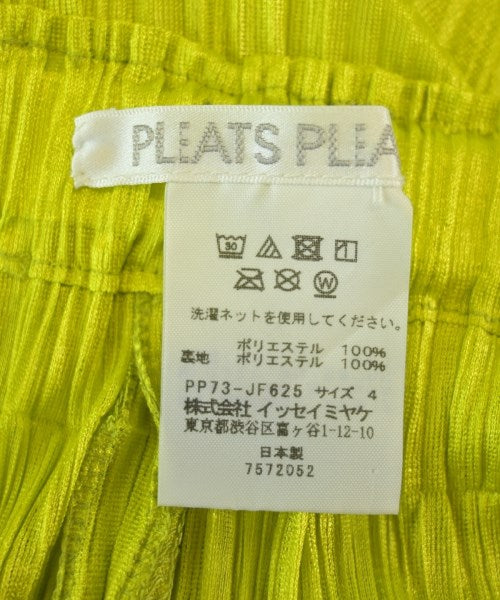 PLEATS PLEA
30
W
洗濯ネットを使用してください。
ポリエステル 100%
裏地 ポリエステル 100%
PP73-JF625 サイズ 4
株式会社 イッセイミヤケ
東京都渋谷区富ヶ谷1-12-10
日本製
7572052